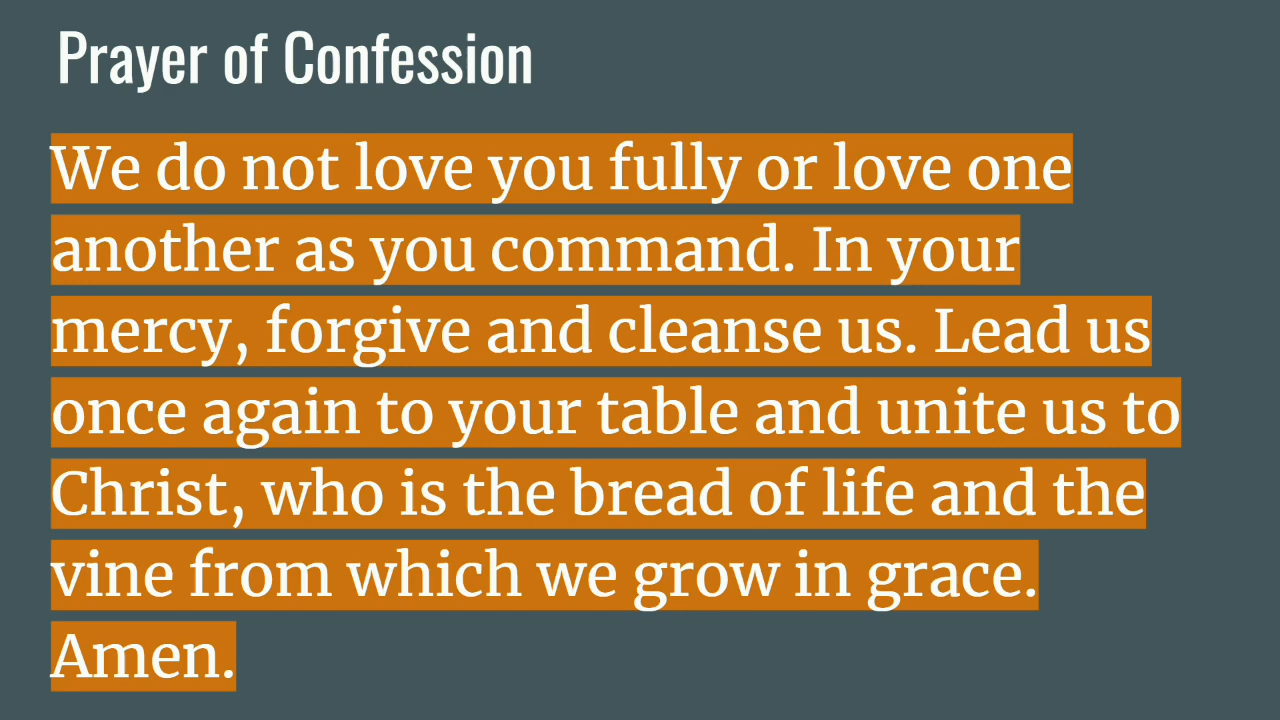 Prayer of Confession
We do not love you fully or love one
another as you command. In your
mercy, forgive and cleanse us. Lead us
once again to your table and unite us to
Christ, who is the bread of life and the
vine from which we grow in grace.
Amen.